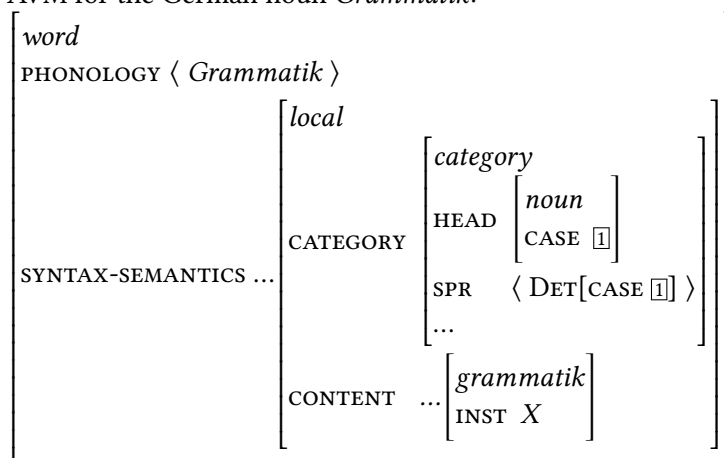 AVM for the German noun Grammatik:
word
PHONOLOGY ⟨ Grammatik ⟩
local
category
HEAD noun
CASE 1
CATEGORY
SYNTAX-SEMANTICS ...
SPR ⟨ DET[CASE 1] ⟩
...
grammatik
CONTENT ...
INST X